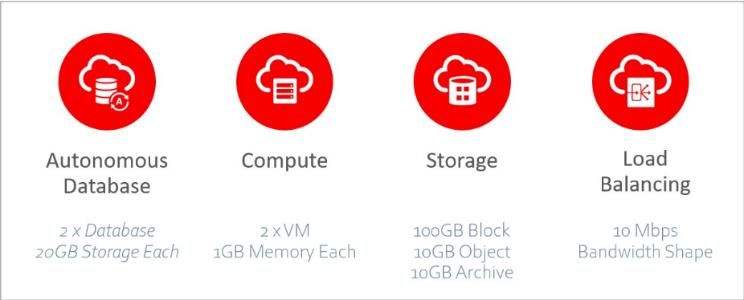 Autonomous
Database
2 x Database
20GB Storage Each
Compute
2 x VM
1GB Memory Each
Storage
100GB Block
10GB Object
10GB Archive
Load
Balancing
10 Mbps
Bandwidth Shape
A